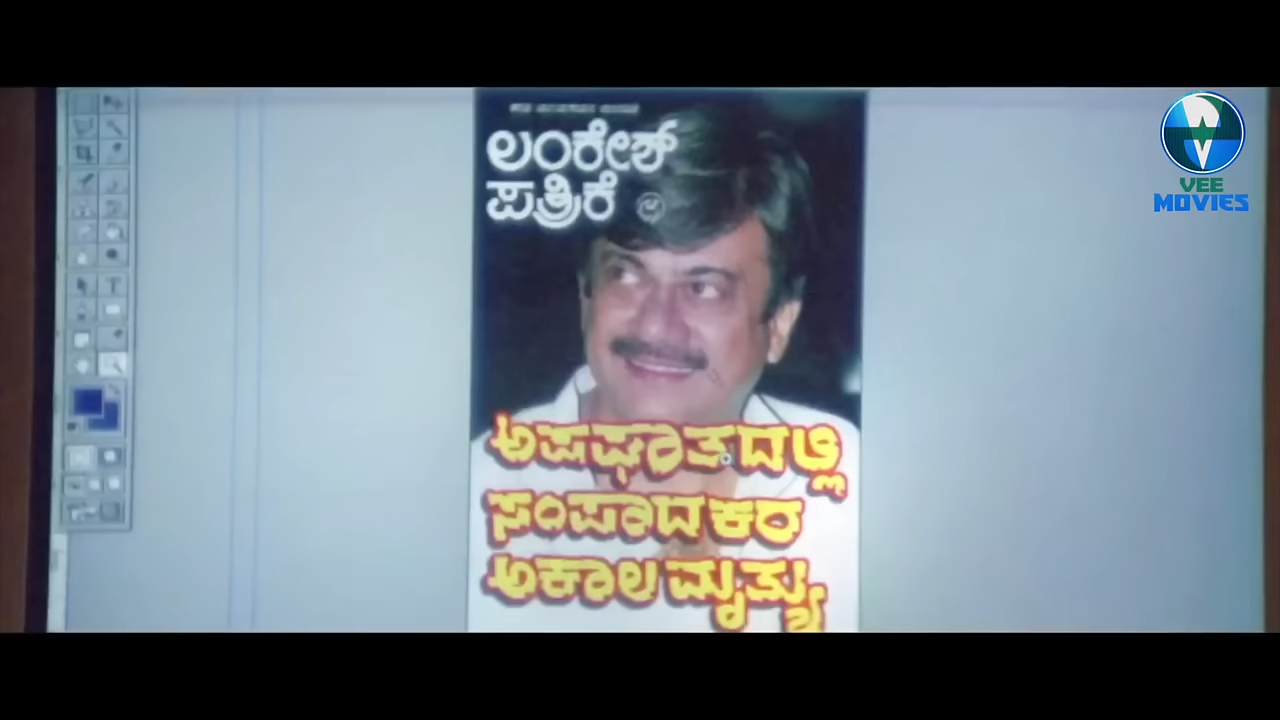 ಲಂಕೇಶ್
ಪತ್ರಿಕೆ
ಅಪಘಾತದಲ್ಲಿ
ಸಂಪಾದಕರ
ಅಕಾಲ ಮೃತ್ಯು
VEE
MOVIES